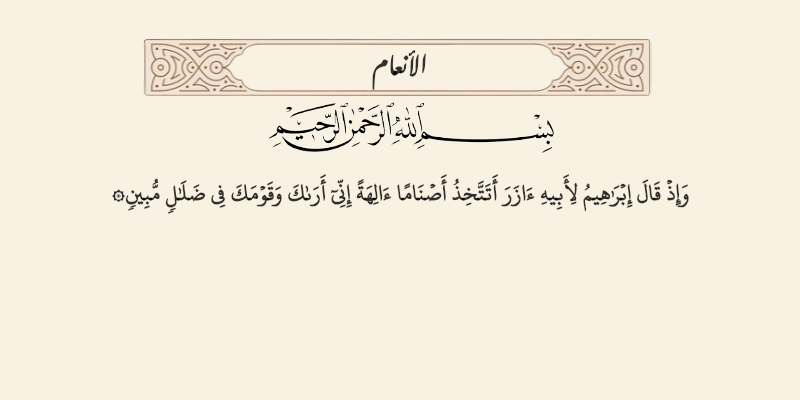 الأنعام
بِسْمِ ٱللَّهِ ٱلرَّحْمَٰنِ ٱلرَّحِيمِ
وَإِذْ قَالَ إِبْرَٰهِيمُ لِأَبِيهِ ءَازَرَ أَتَتَّخِذُ أَصْنَامًا ءَالِهَةً إِنِّىٓ أَرَىٰكَ وَقَوْمَكَ فِى ضَلَٰلٍ مُّبِينٍ۞